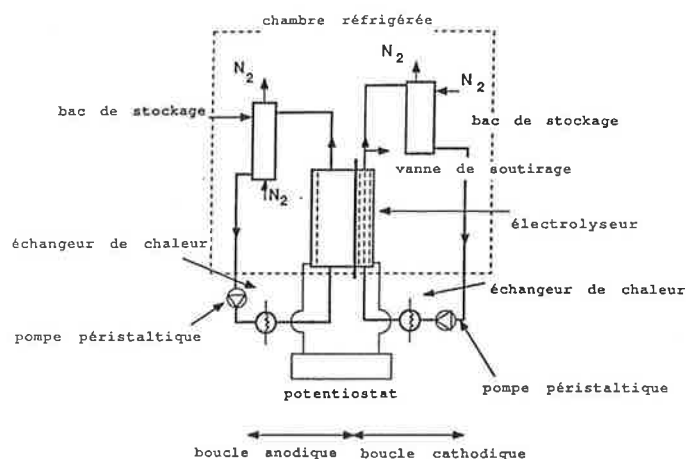 chambre réfrigérée
N2
N2
N2
bac de stockage
bac de stockage
vanne de soutirage
N2
électrolyseur
échangeur de chaleur
échangeur de chaleur
pompe péristaltique
pompe péristaltique
potentiostat
boucle anodique
boucle cathodique